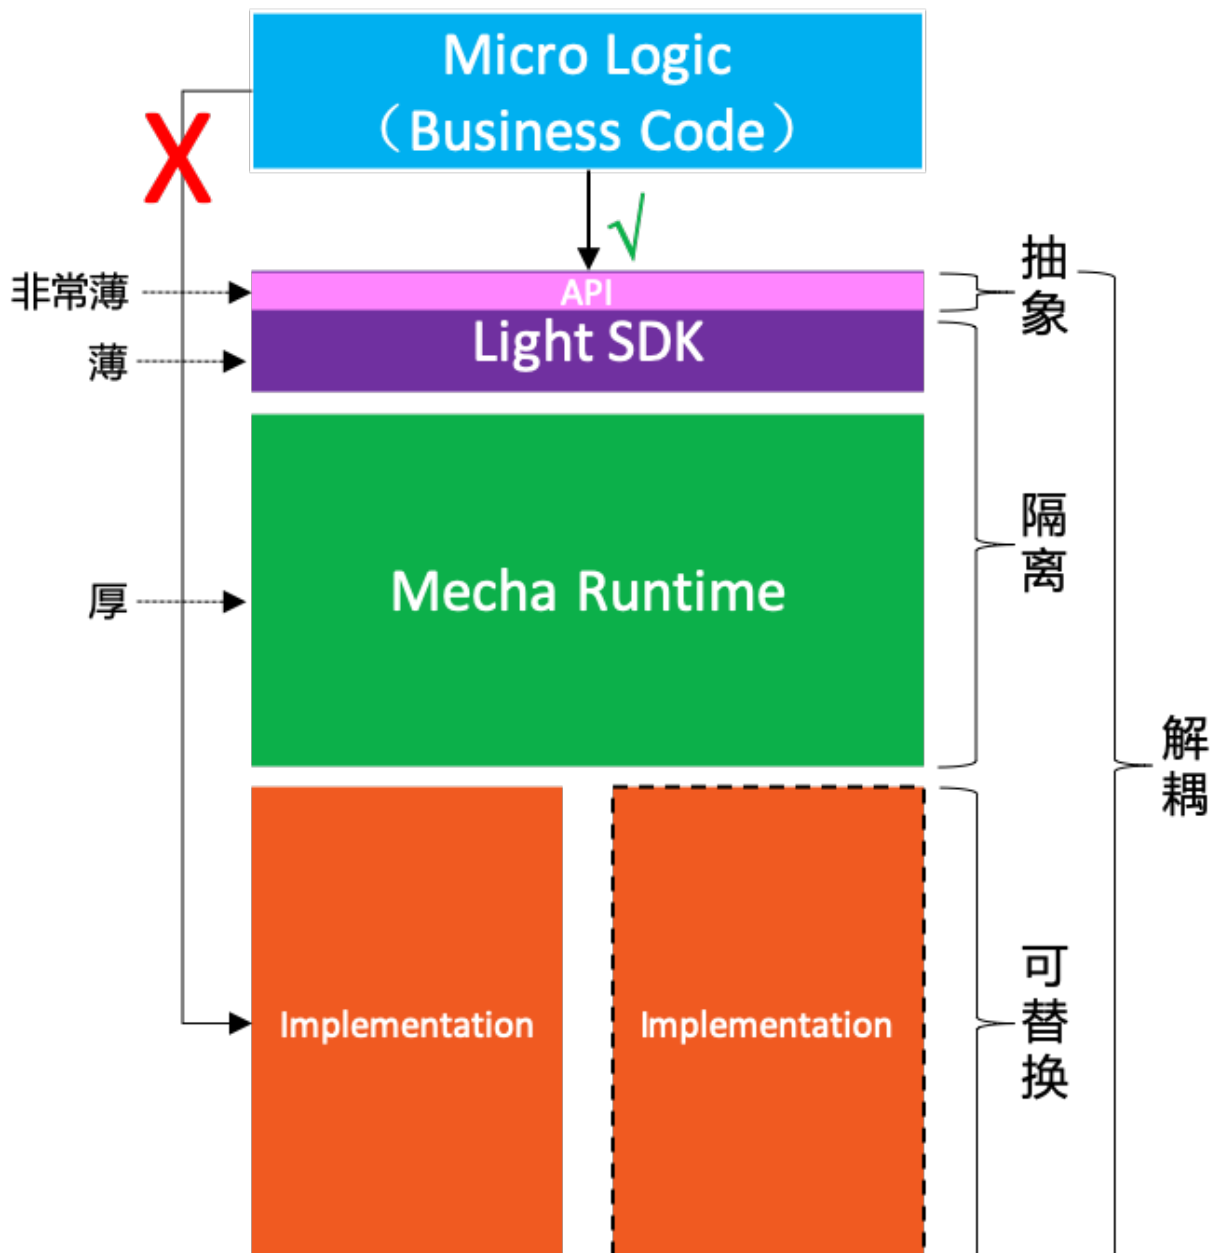 Micro Logic
（Business Code）
X
√
非常薄
API
抽象
薄
Light SDK
隔离
厚
Mecha Runtime
解耦
Implementation
Implementation
可替换